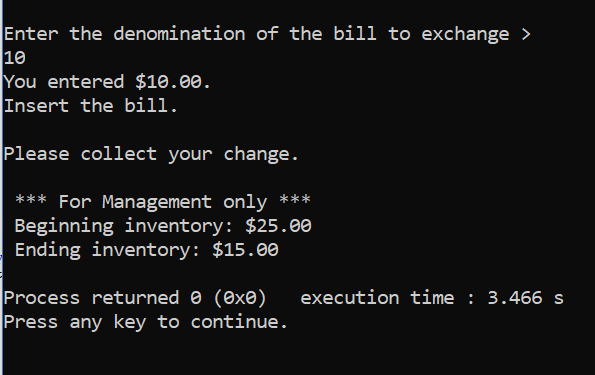 Enter the denomination of the bill to exchange >
10
You entered $10.00.
Insert the bill.
Please collect your change.
*** For Management only ***
Beginning inventory: $25.00
Ending inventory: $15.00
Process returned 0 (0x0)   execution time : 3.466 s
Press any key to continue.